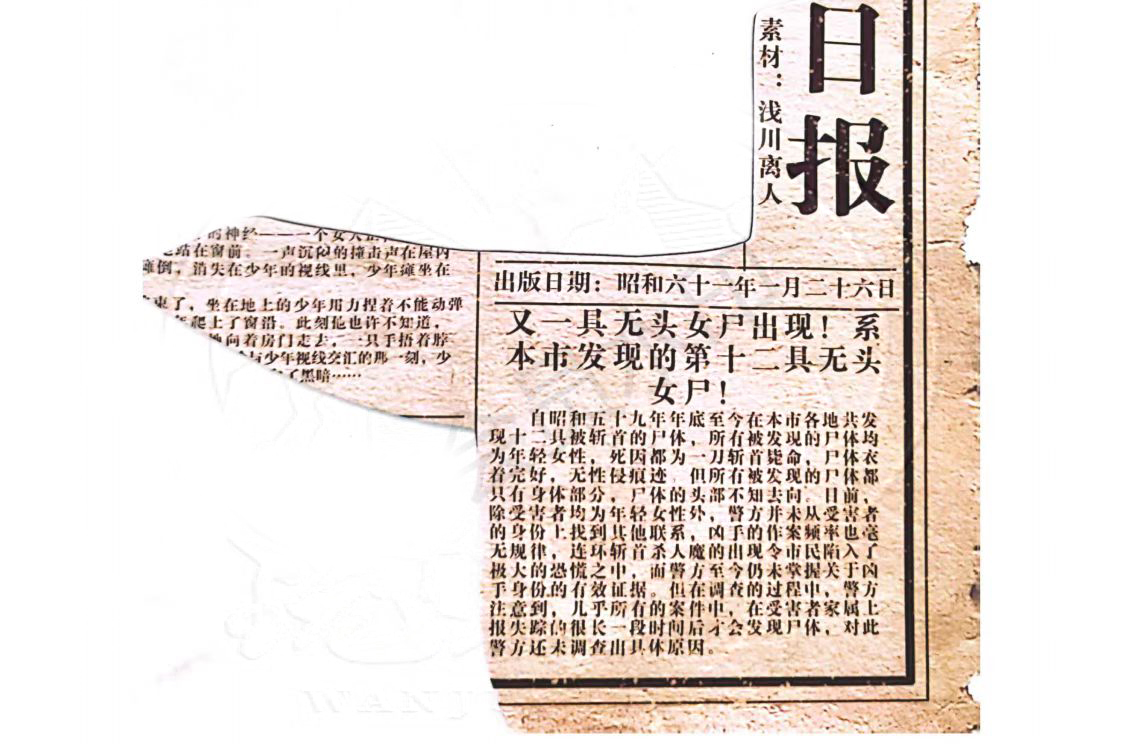 日报
素材：浅川离人
的神经——一个女人
站在窗前 一声沉闷的撞击声在屋内
瘫倒，消失在少年的视线里，少年瘫坐在
束了，坐在地上的少年用力捏着不能动弹
爬上了窗沿。此刻他也许不知道，
地向着房门走去，一只手捂着脖
与少年视线交汇的那一刻，少
了黑暗……
出版日期：昭和六十一年一月二十六日
又一具无头女尸出现！系
本市发现的第十二具无头
女尸！
自昭和五十九年年底至今在本市各地共发
现十二具被斩首的尸体，所有被发现的尸体均
为年轻女性，死因都为一刀斩首毙命，尸体衣
着完好，无性侵痕迹，但所有被发现的尸体都
只有身体部分，尸体的头部不知去向。目前，
除受害者均为年轻女性外，警方并未从受害者
的身份上找到其他联系，凶手的作案频率也毫
无规律，连环斩首杀人魔的出现令市民陷入了
极大的恐慌之中，而警方至今仍未掌握关于凶
手身份的有效证据。但在调查的过程中，警方
注意到，几乎所有的案件中，在受害者家属上
报失踪的很长一段时间后才会发现尸体，对此
警方还未调查出具体原因。